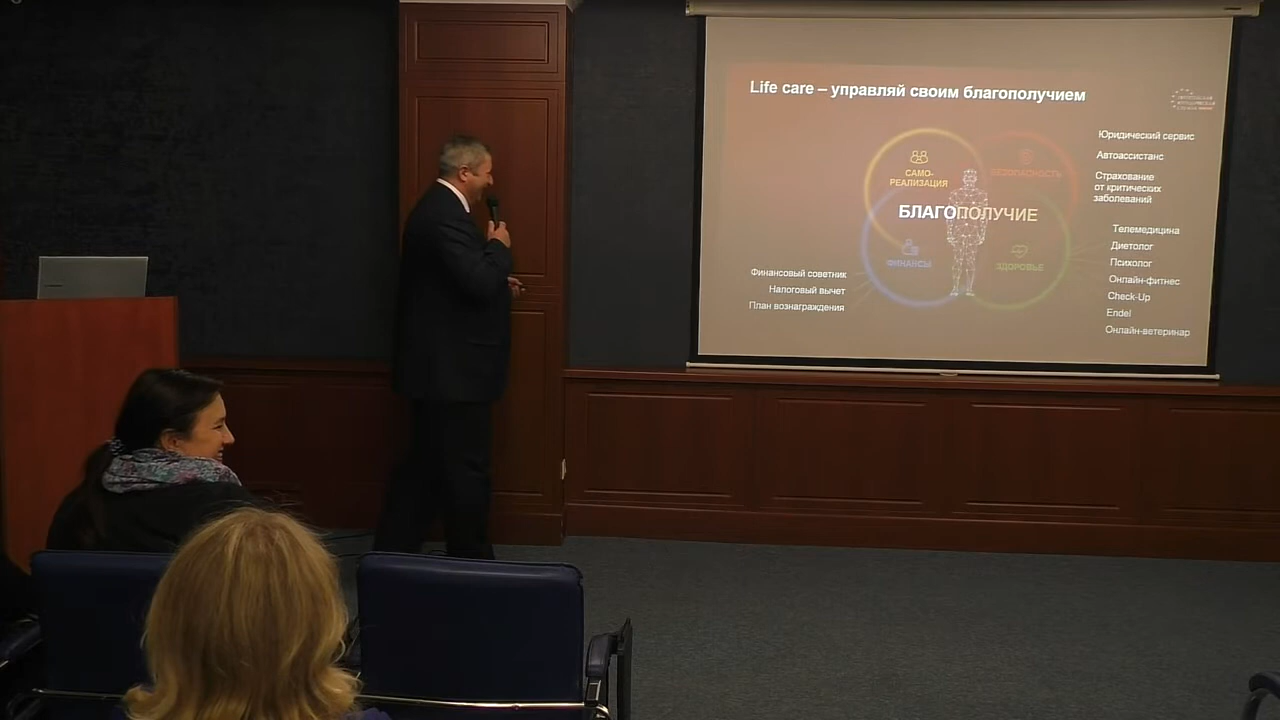 Life care – управляй своим благополучием
Юридический сервис
Автоассистанс
Страхование
от критических
заболеваний
САМО-
РЕАЛИЗАЦИЯ
БЕЗОПАСНОСТЬ
БЛАГОПОЛУЧИЕ
ФИНАНСЫ
ЗДОРОВЬЕ
Финансовый советник
Налоговый вычет
План вознаграждения
Телемедицина
Диетолог
Психолог
Онлайн-фитнес
Check-Up
Endel
Онлайн-ветеринар